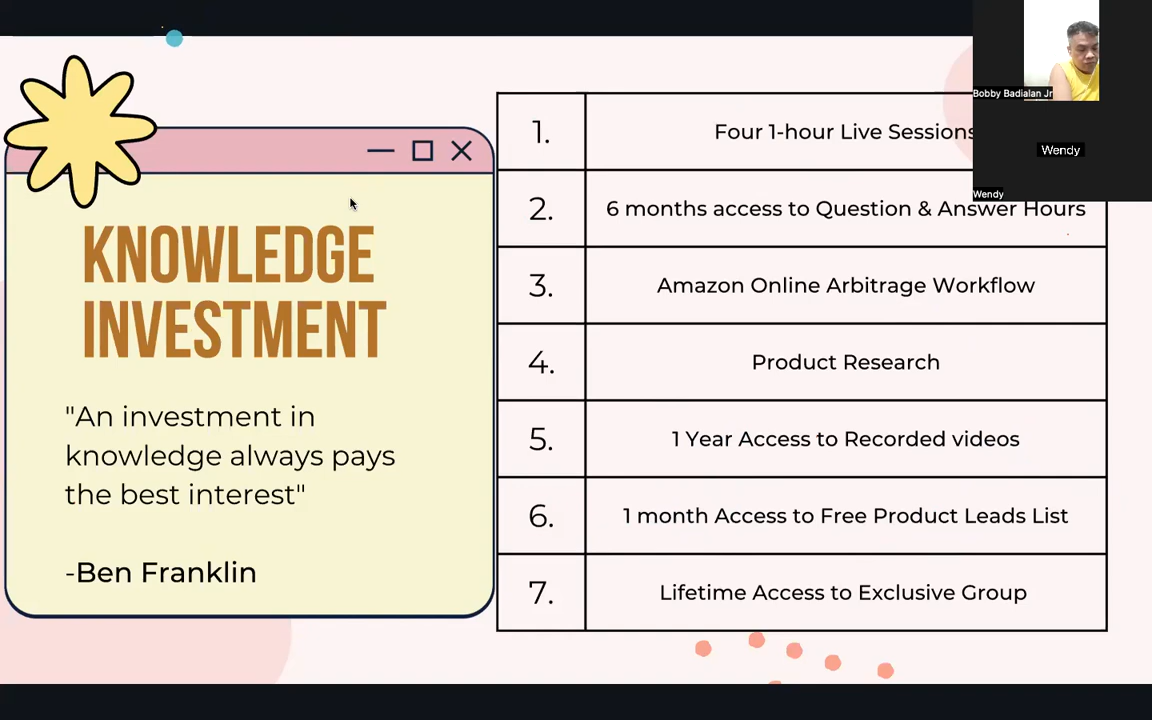 KNOWLEDGE
INVESTMENT
"An investment in
knowledge always pays
the best interest"
-Ben Franklin
1. Four 1-hour Live Sessions
2. 6 months access to Question & Answer Hours
3. Amazon Online Arbitrage Workflow
4. Product Research
5. 1 Year Access to Recorded videos
6. 1 month Access to Free Product Leads List
7. Lifetime Access to Exclusive Group
Bobby Badialan Jr
Wendy
Wendy